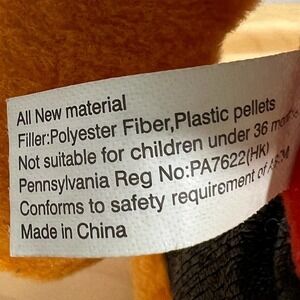 All New material
Filler:Polyester Fiber,Plastic pellets
Not suitable for children under 36
Pennsylvania Reg No:PA7622(HK)
Conforms to safety requirement of
Made in China